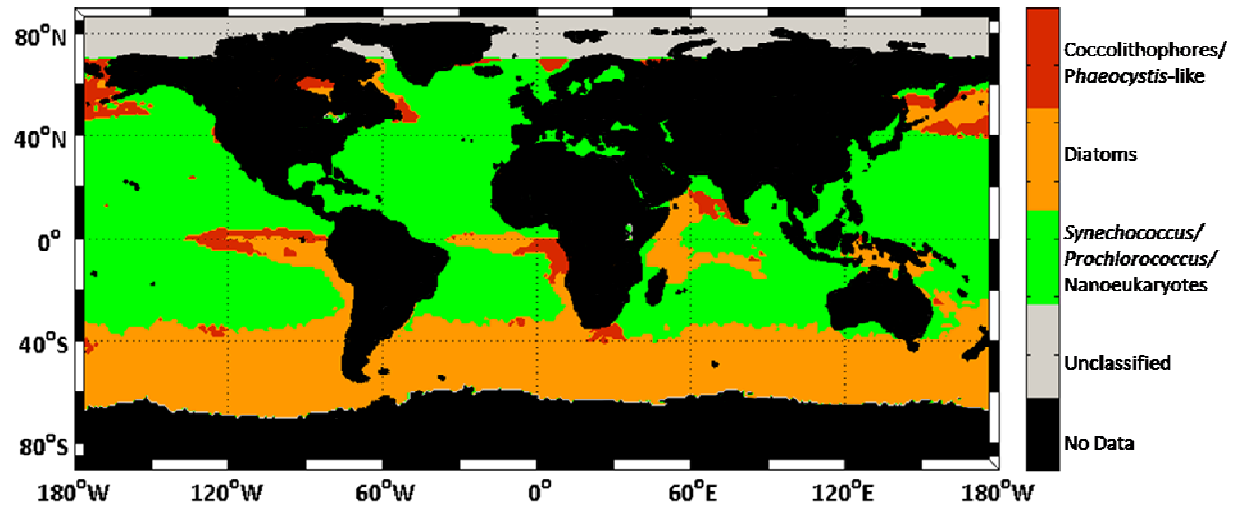 80°N
40°N
0°
40°S
80°S
180°W
120°W
60°W
0°
60°E
120°E
180°W
Coccolithophores/
Phaeocystis-like
Diatoms
Synechococcus/
Prochlorococcus/
Nanoeukaryotes
Unclassified
No Data